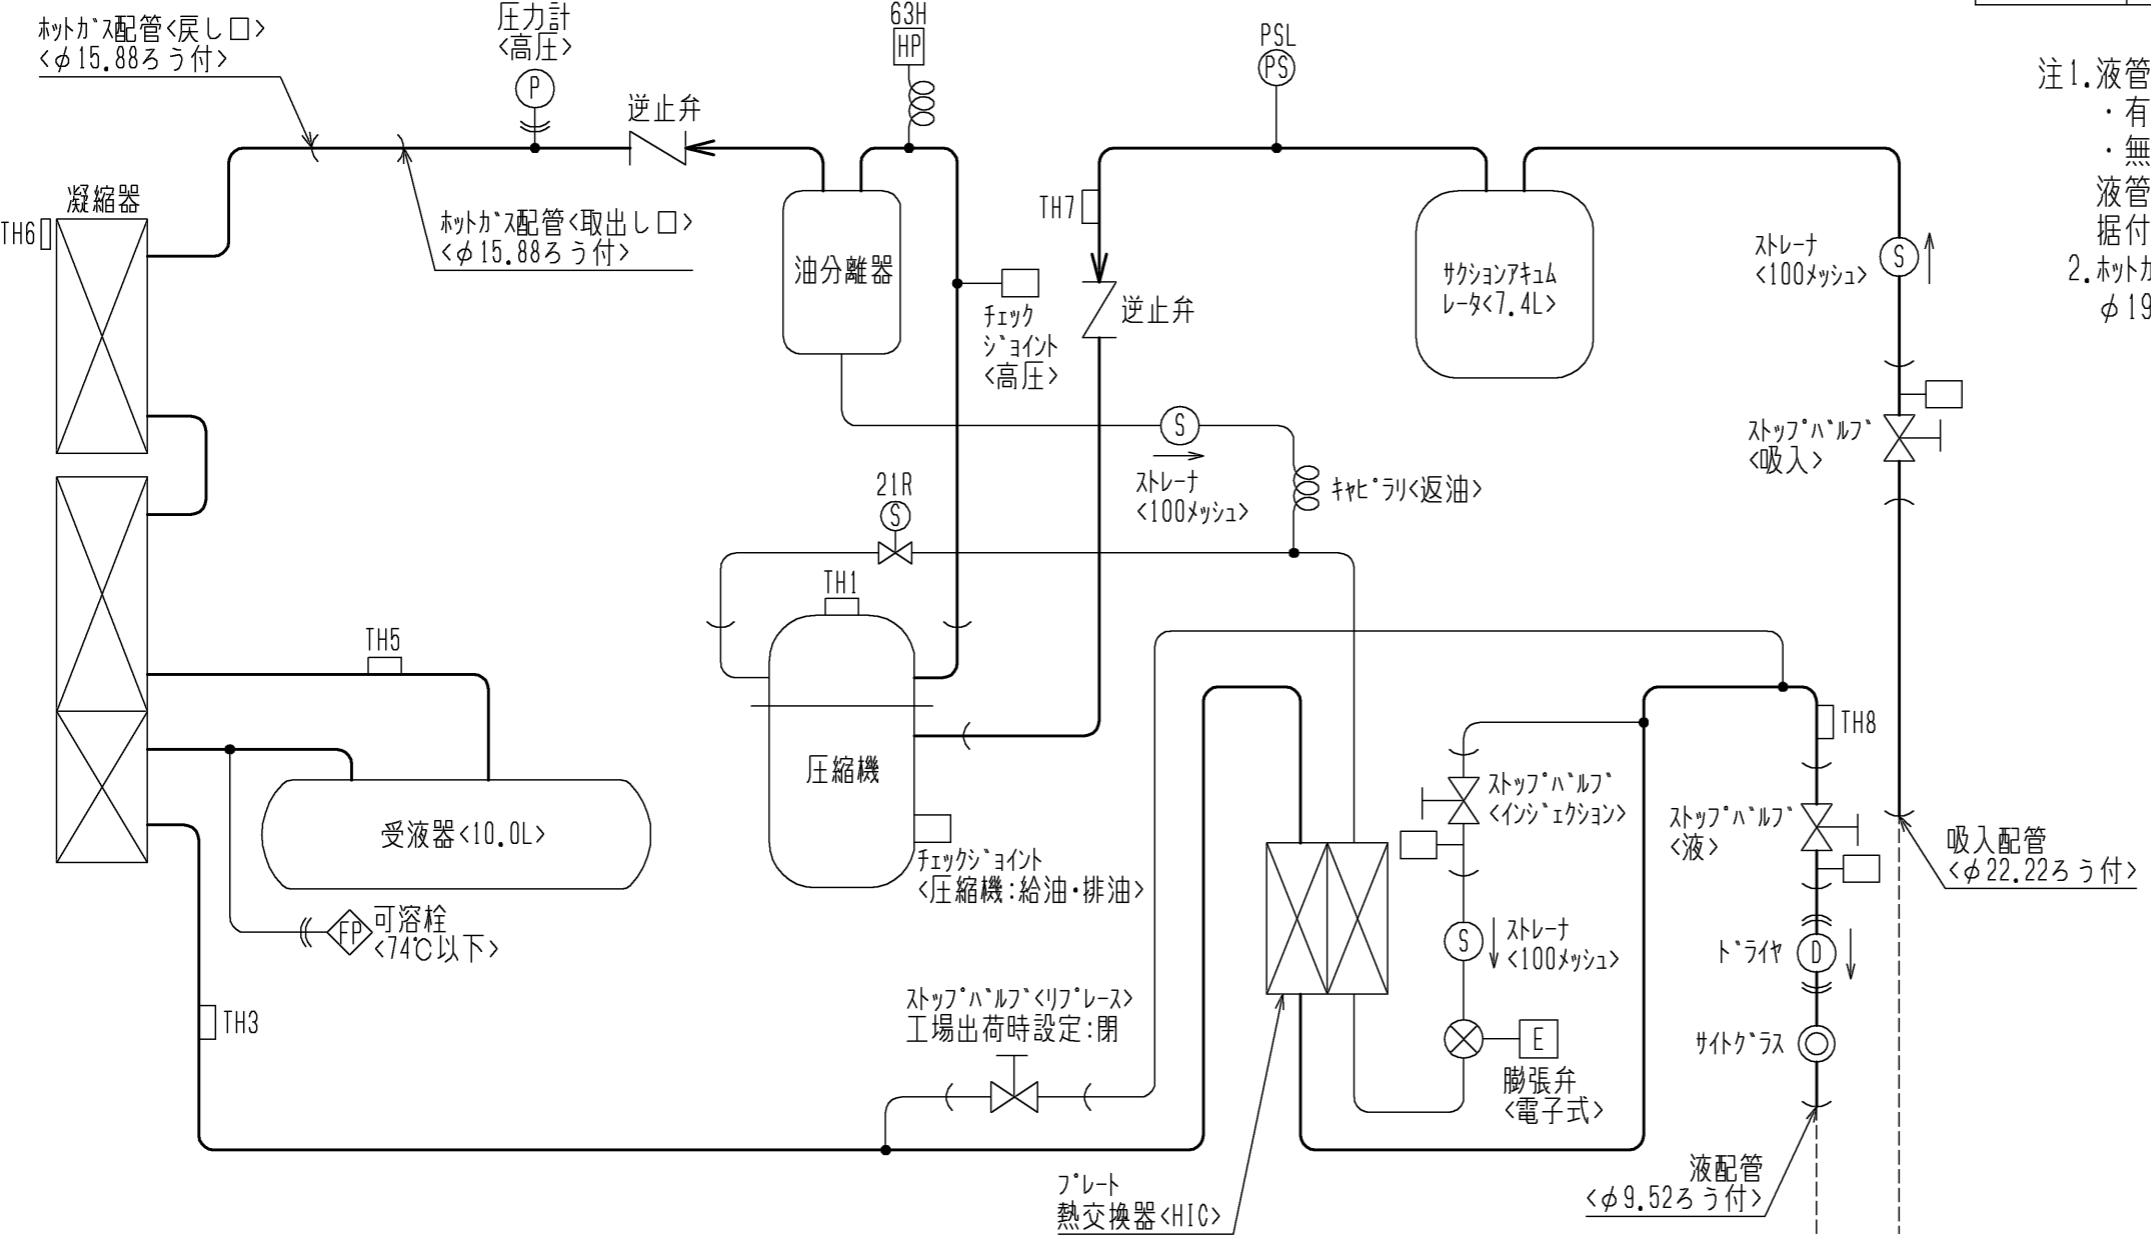 ﾎｯﾄｶﾞｽ配管<戻し口>
<φ15.88ろう付>
圧力計
<高圧>
P
63H
HP
逆止弁
PSL
PS
注1.液管
・有
・無
液管
据付
2.ﾎｯﾄｶ
φ19
凝縮器
TH6
ﾎｯﾄｶﾞｽ配管<取出し口>
<φ15.88ろう付>
油分離器
ﾁｪｯｸ
ｼﾞｮｲﾝﾄ
<高圧>
TH7
逆止弁
ｻｸｼｮﾝｱｷｭﾑ
ﾚｰﾀ<7.4L>
ｽﾄﾚｰﾅ
<100ﾒｯｼｭ>
S
ｽﾄｯﾌﾟﾊﾞﾙﾌﾞ
<吸入>
S
ｽﾄﾚｰﾅ
<100ﾒｯｼｭ>
ｷｬﾋﾟﾗﾘ<返油>
21R
S
TH1
圧縮機
ﾁｪｯｸｼﾞｮｲﾝﾄ
<圧縮機:給油・排油>
TH5
受液器<10.0L>
FP
可溶栓
<74℃以下>
TH3
ｽﾄｯﾌﾟﾊﾞﾙﾌﾞ<ﾘﾌﾟﾚｰｽ>
工場出荷時設定:閉
ﾌﾟﾚｰﾄ
熱交換器<HIC>
ｽﾄｯﾌﾟﾊﾞﾙﾌﾞ
<ｲﾝｼﾞｪｸｼｮﾝ>
S
ｽﾄﾚｰﾅ
<100ﾒｯｼｭ>
E
膨張弁
<電子式>
TH8
ｽﾄｯﾌﾟﾊﾞﾙﾌﾞ
<液>
ﾄﾞﾗｲﾔ
D
ｻｲﾄｸﾞﾗｽ
液配管
<φ9.52ろう付>
吸入配管
<φ22.22ろう付>